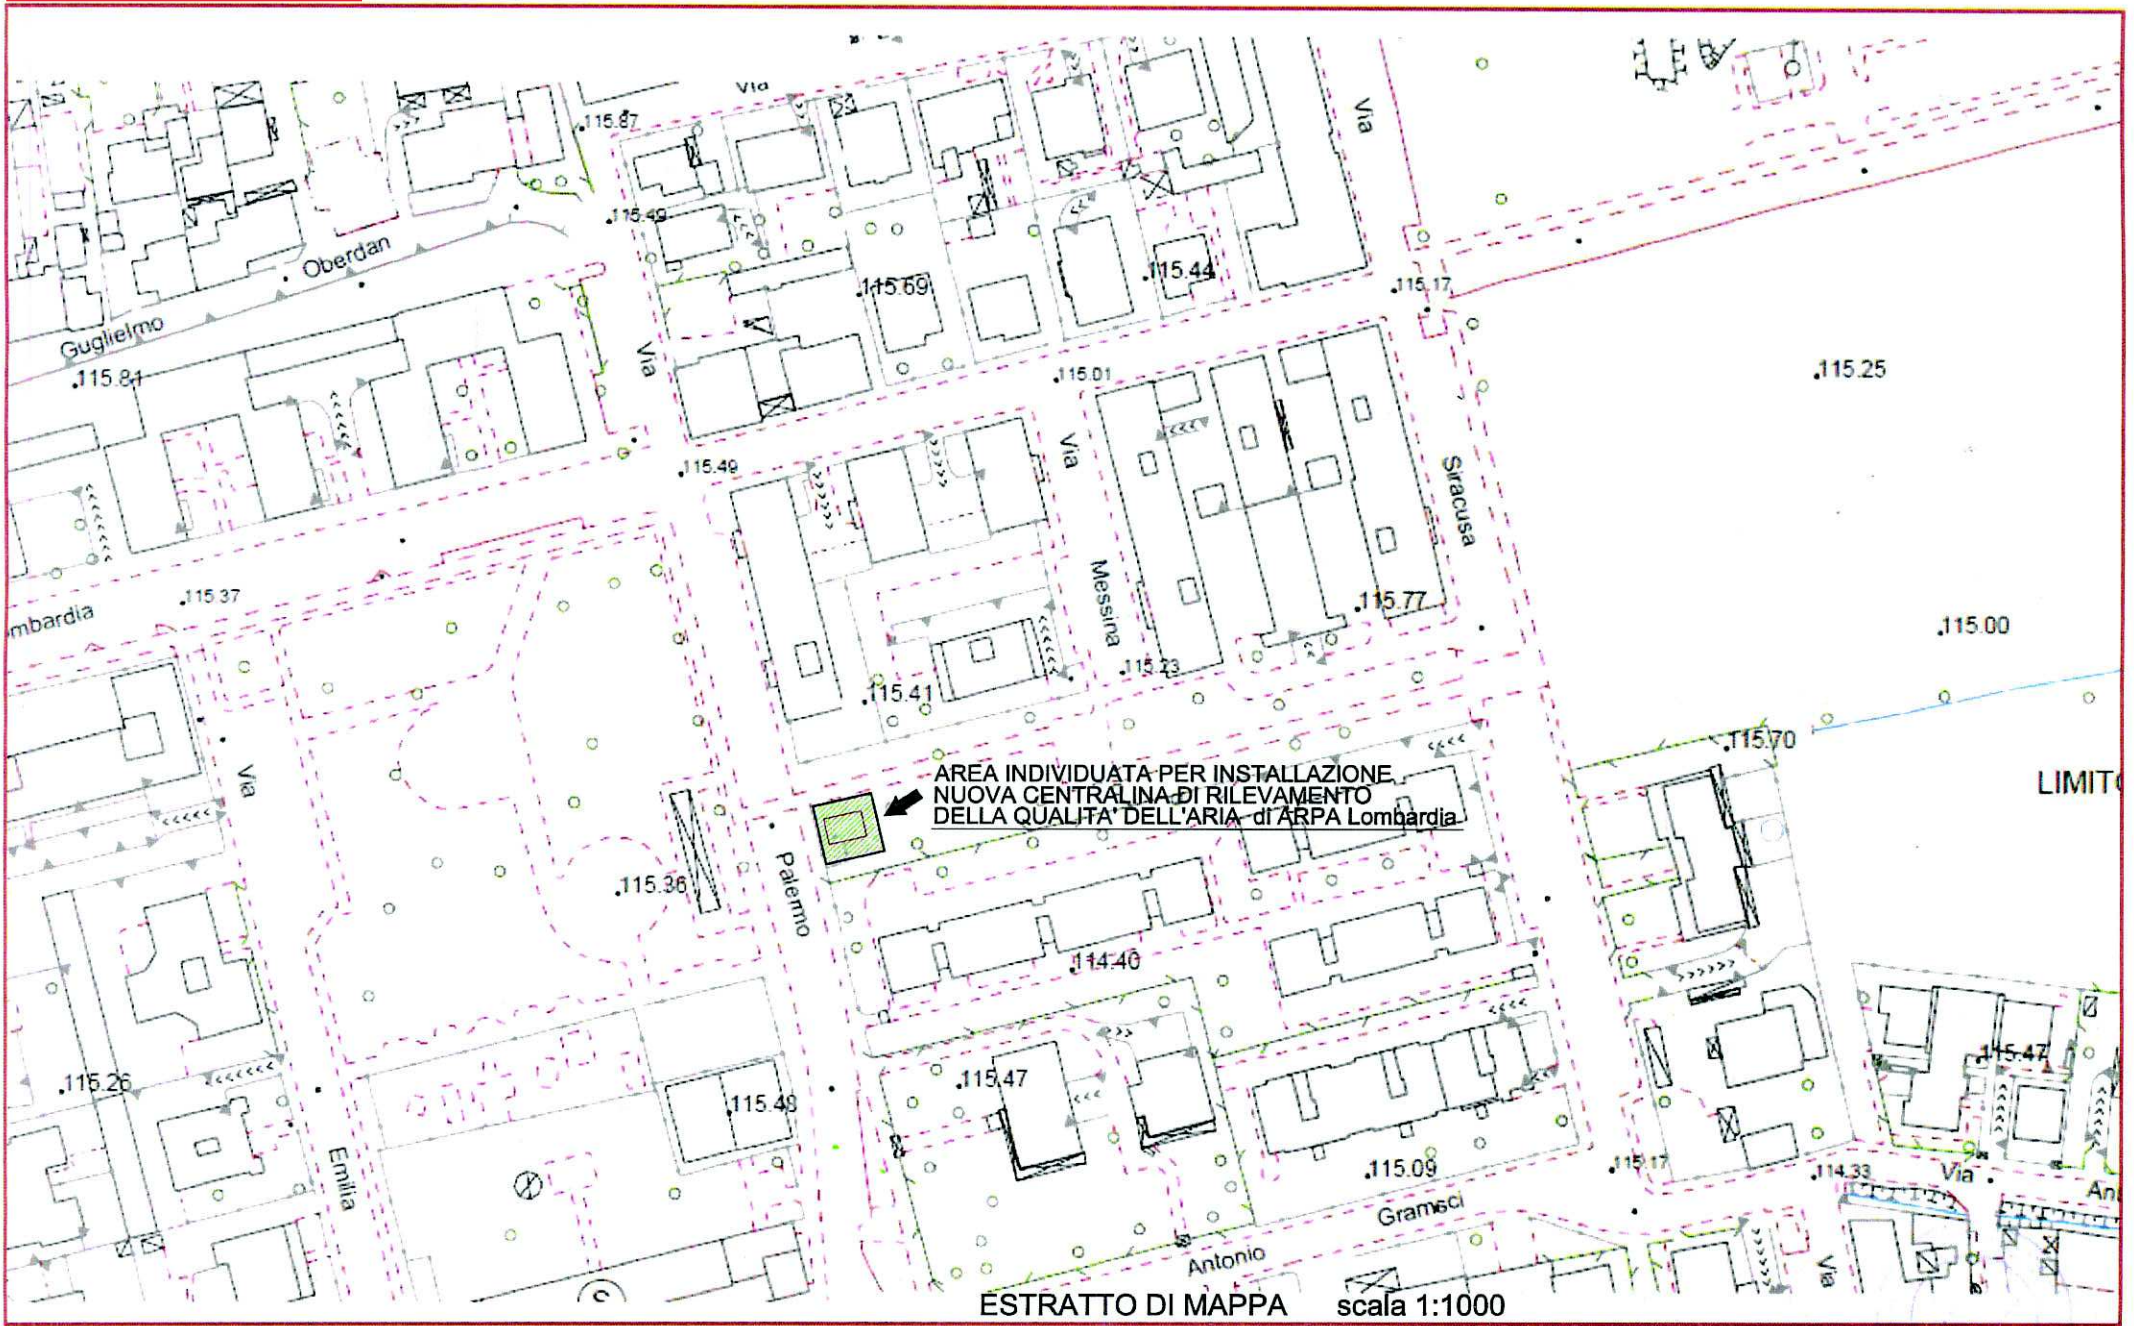 Via
115.87
Via
115.49
Oberdan
115.69
115.44
115.17
Guglielmo
Via
115.81
115.01
115.25
Via
115.49
Siracusa
Messina
115.37
115.77
mbardia
115.00
115.23
115.41
115.70
Via
AREA INDIVIDUATA PER INSTALLAZIONE
NUOVA CENTRALINA DI RILEVAMENTO
DELLA QUALITA' DELL'ARIA di ARPA Lombardia
LIMITO
Palermo
115.36
114.40
115.47
115.47
115.26
115.48
Emilia
115.09
115.17
114.33
Via
An
Gramsci
Antonio
Via
ESTRATTO DI MAPPA scala 1:1000